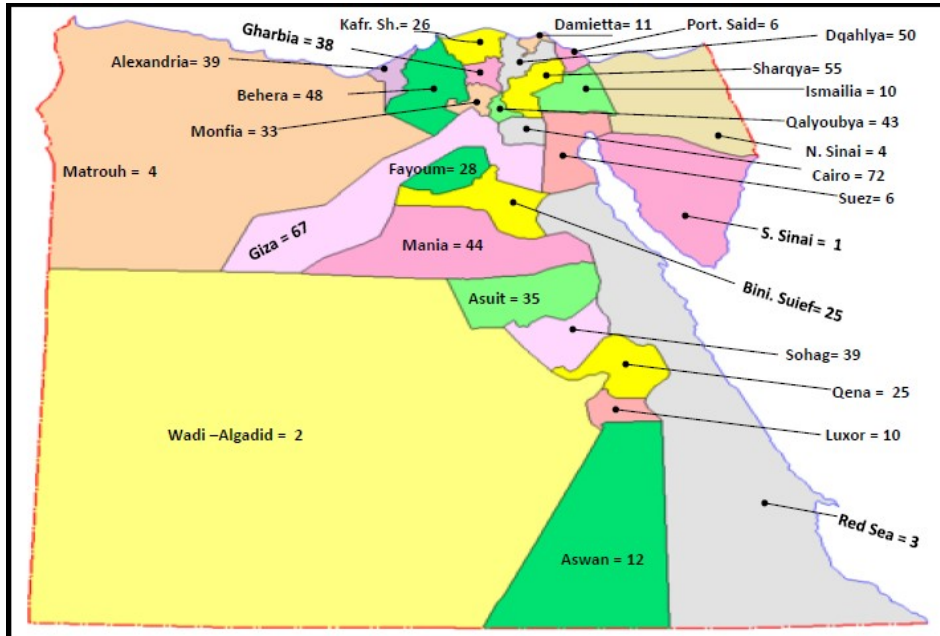 Kafr. Sh.= 26
Damietta= 11
Port. Said= 6
Gharbia= 38
Dqahlya= 50
Alexandria= 39
Sharqya= 55
Behera = 48
Ismailia = 10
Monfia = 33
Qalyoubya= 43
N. Sinai = 4
Matrouh = 4
Fayoum= 28
Cairo= 72
Suez= 6
S. Sinai = 1
Giza = 67
Mania = 44
Bini. Suief= 25
Asuit = 35
Sohag= 39
Qena = 25
Wadi –Algadid = 2
Luxor = 10
Red Sea = 3
Aswan = 12